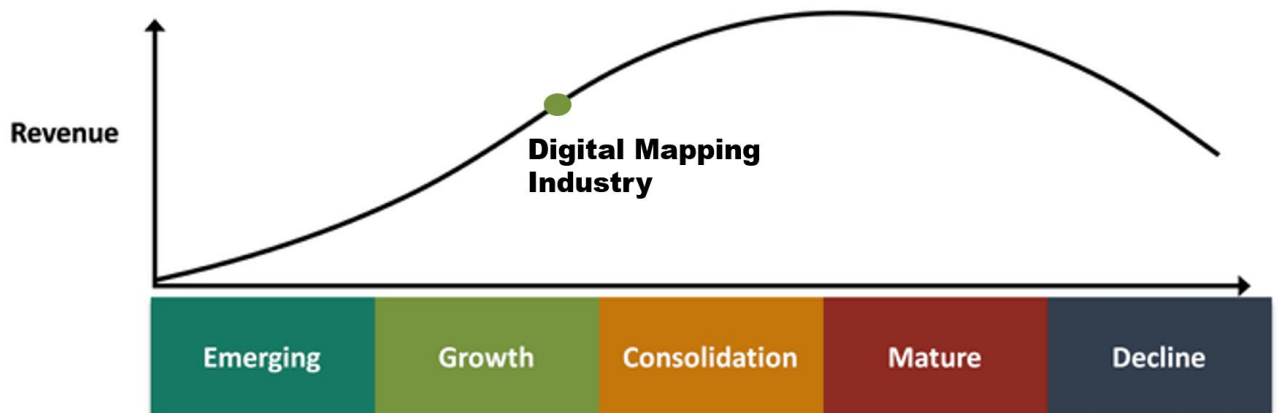 Revenue
Digital Mapping
Industry
Emerging
Growth
Consolidation
Mature
Decline